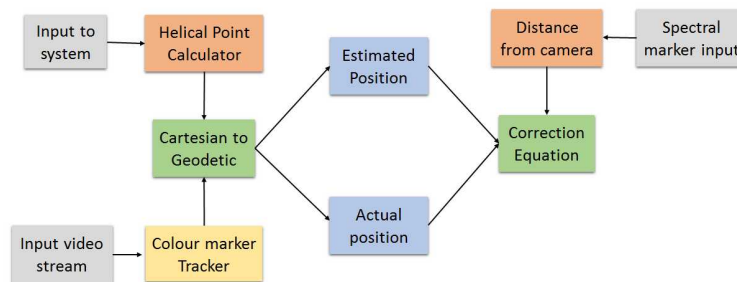 Input to
system
Helical Point
Calculator
Estimated
Position
Distance
from camera
Spectral
marker input
Cartesian to
Geodetic
Correction
Equation
Input video
stream
Colour marker
Tracker
Actual
position